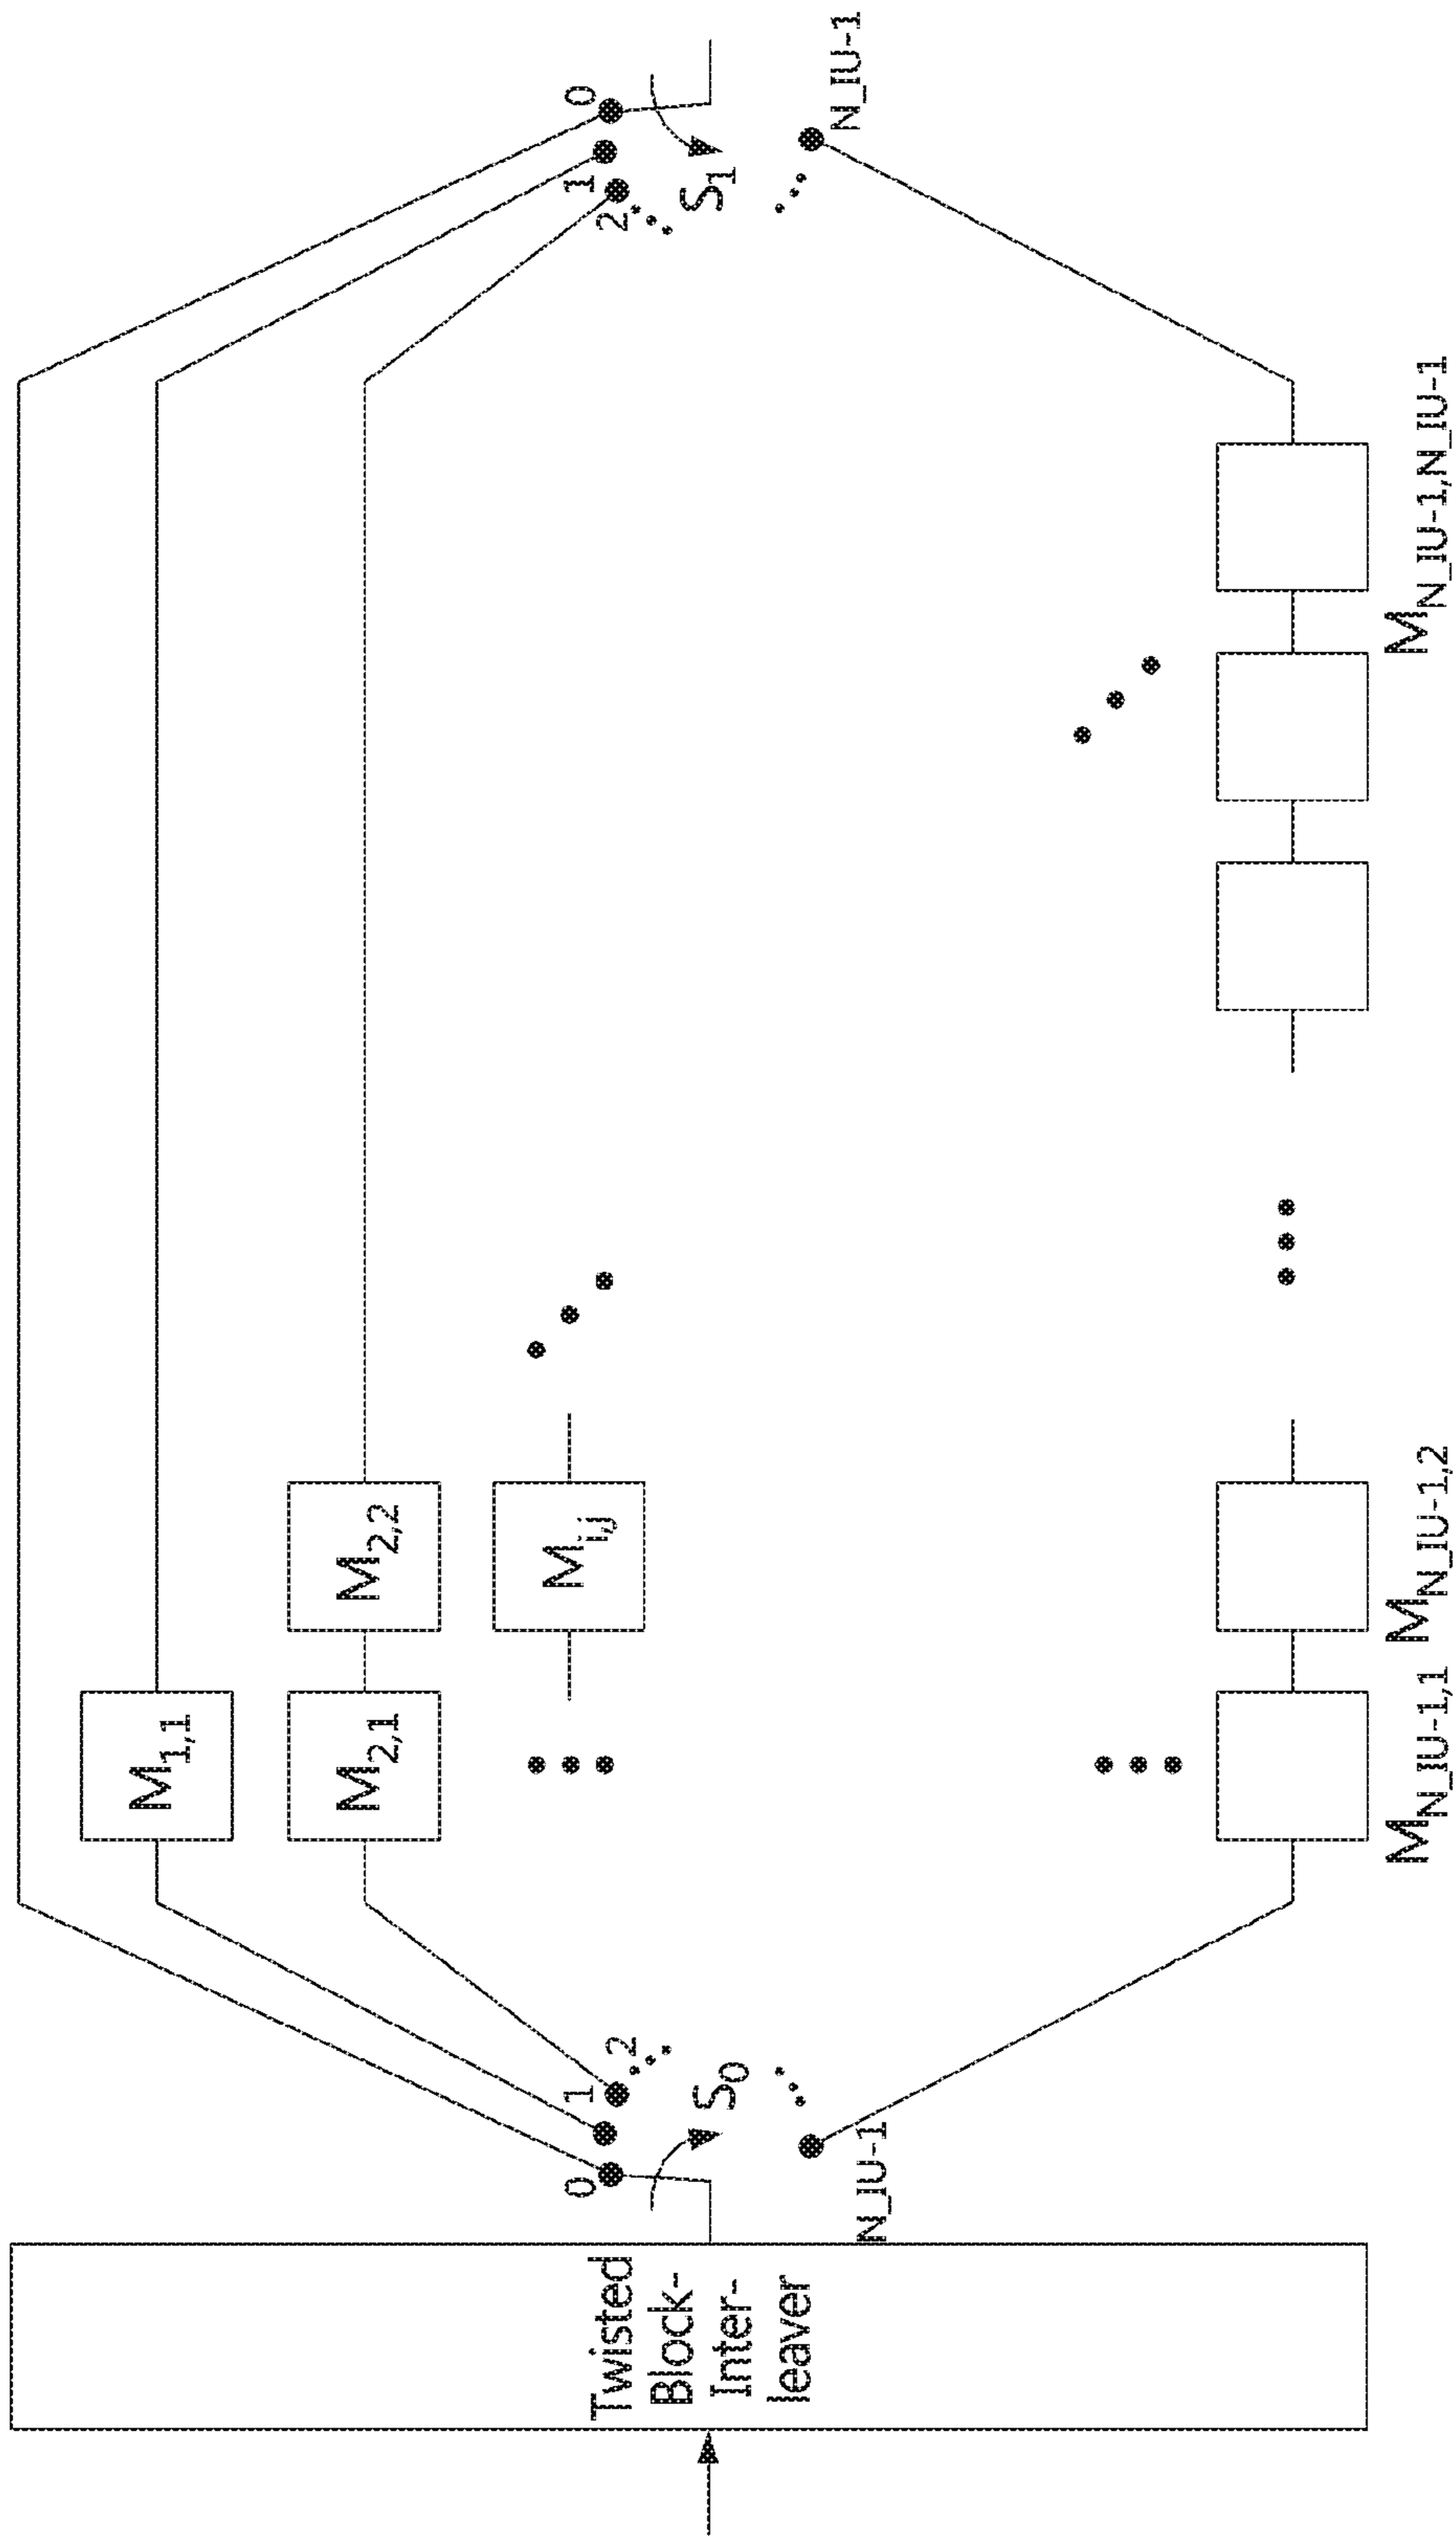 Twisted
Block-
Inter-
leaver
0
1
2
S0
N_IU-1
M1,1
M2,1
M2,2
Mi,j
MN_IU-1,1
MN_IU-1,2
MN_IU-1,N_IU-1
0
1
2
S1
N_IU-1